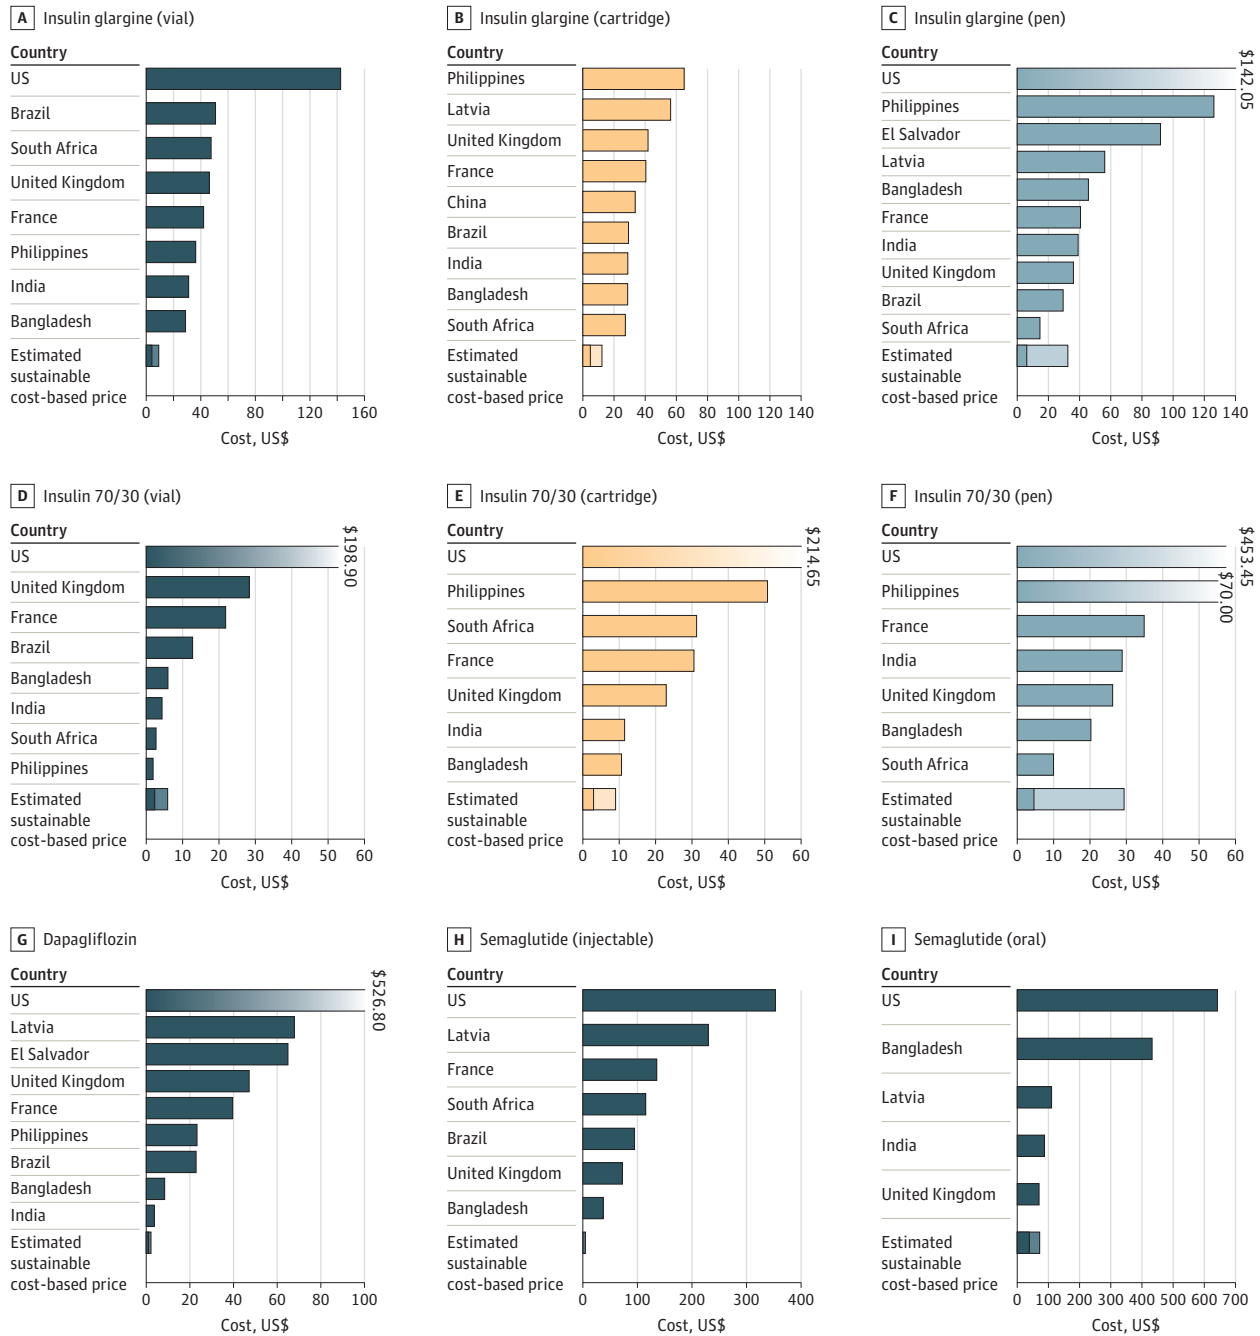 A Insulin glargine (vial)
Country
US
Brazil
South Africa
United Kingdom
France
Philippines
India
Bangladesh
Estimated
sustainable
cost-based price
0 40 80 120 160
Cost, US$
B Insulin glargine (cartridge)
Country
Philippines
Latvia
United Kingdom
France
China
Brazil
India
Bangladesh
South Africa
Estimated
sustainable
cost-based price
0 20 40 60 80 100 120 140
Cost, US$
C Insulin glargine (pen)
Country
US
$142.05
Philippines
El Salvador
Latvia
Bangladesh
France
India
United Kingdom
Brazil
South Africa
Estimated
sustainable
cost-based price
0 20 40 60 80 100 120 140
Cost, US$
D Insulin 70/30 (vial)
Country
US
$198.90
United Kingdom
France
Brazil
Bangladesh
India
South Africa
Philippines
Estimated
sustainable
cost-based price
0 10 20 30 40 50 60
Cost, US$
E Insulin 70/30 (cartridge)
Country
US
$214.65
Philippines
South Africa
France
United Kingdom
India
Bangladesh
Estimated
sustainable
cost-based price
0 10 20 30 40 50 60
Cost, US$
F Insulin 70/30 (pen)
Country
US
$453.45
Philippines
$70.00
France
India
United Kingdom
Bangladesh
South Africa
Estimated
sustainable
cost-based price
0 10 20 30 40 50 60
Cost, US$
G Dapagliflozin
Country
US
$526.80
Latvia
El Salvador
United Kingdom
France
Philippines
Brazil
Bangladesh
India
Estimated
sustainable
cost-based price
0 20 40 60 80 100
Cost, US$
H Semaglutide (injectable)
Country
US
Latvia
France
South Africa
Brazil
United Kingdom
Bangladesh
Estimated
sustainable
cost-based price
0 100 200 300 400
Cost, US$
I Semaglutide (oral)
Country
US
Bangladesh
Latvia
India
United Kingdom
Estimated
sustainable
cost-based price
0 100 200 300 400 500 600 700
Cost, US$